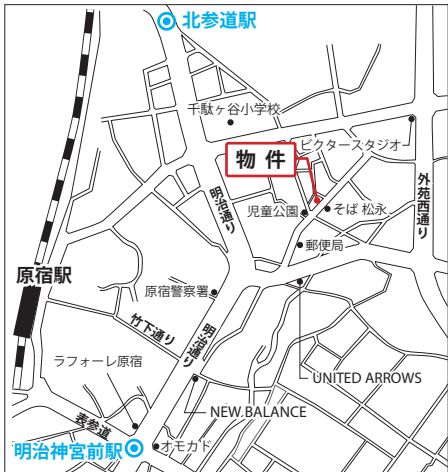 北参道駅
千駄ヶ谷小学校
ビクタースタジオ
物件
外苑西通り
明治通り
児童公園
そば 松永
郵便局
原宿駅
原宿警察署
竹下通り
明治通り
ラフォーレ原宿
UNITED ARROWS
NEW BALANCE
表参道
明治神宮前駅
オモカド